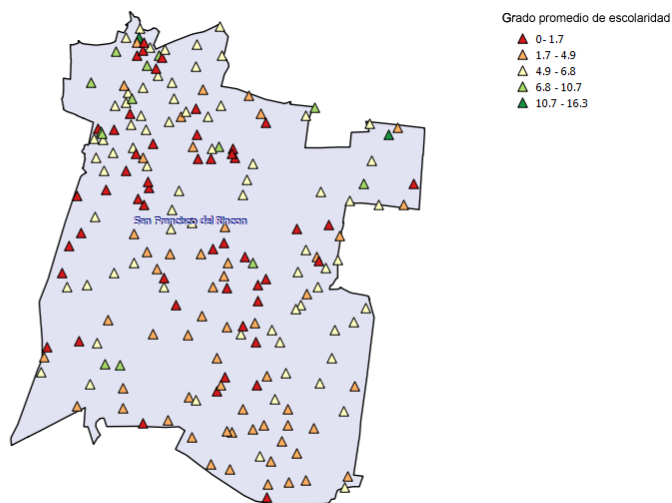 Grado promedio de escolaridad
0- 1.7
1.7 - 4.9
4.9 - 6.8
6.8 - 10.7
10.7 - 16.3
San Francisco del Rincon